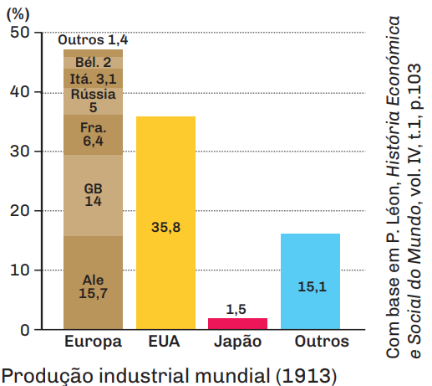 (%)
50
40
30
20
10
0
Outros 1,4
Bél. 2
Itá. 3,1
Rússia
5
Fra.
6,4
GB
14
Ale
15,7
35,8
1,5
15,1
Europa
EUA
Japão
Outros
Com base em P. Léon, História Económica
e Social do Mundo, vol. IV, t.1, p.103
Produção industrial mundial (1913)